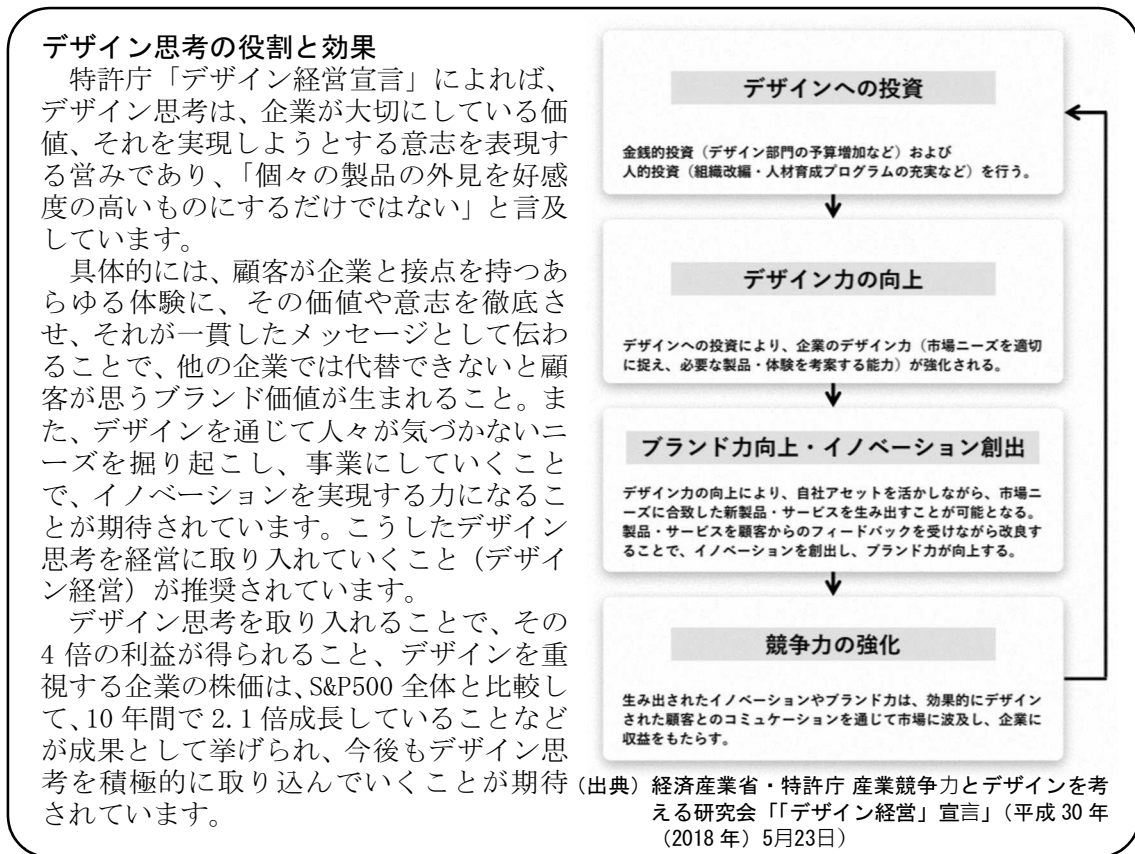 デザイン思考の役割と効果
特許庁「デザイン経営宣言」によれば、
デザイン思考は、企業が大切にしている価
値、それを実現しようとする意志を表現す
る営みであり、「個々の製品の外見を好感
度の高いものにするだけではない」と言及
しています。
具体的には、顧客が企業と接点を持つあ
らゆる体験に、その価値や意志を徹底さ
せ、それが一貫したメッセージとして伝わ
ることで、他の企業では代替できないと顧
客が思うブランド価値が生まれること。ま
た、デザインを通じて人々が気づかないニ
ーズを掘り起こし、事業にしていくこと
で、イノベーションを実現する力になるこ
とが期待されています。こうしたデザイン
思考を経営に取り入れていくこと（デザイ
ン経営）が推奨されています。
デザイン思考を取り入れることで、その
4 倍の利益が得られること、デザインを重
視する企業の株価は、S&P500 全体と比較し
て、10 年間で 2.1 倍成長していることなど
が成果として挙げられ、今後もデザイン思
考を積極的に取り込んでいくことが期待
されています。
デザインへの投資
金銭的投資（デザイン部門の予算増加など）および
人的投資（組織改編・人材育成プログラムの充実など）を行う。
デザイン力の向上
デザインへの投資により、企業のデザイン力（市場ニーズを適切
に捉え、必要な製品・体験を考案する能力）が強化される。
ブランド力向上・イノベーション創出
デザイン力の向上により、自社アセットを活かしながら、市場ニ
ーズに合致した新製品・サービスを生み出すことが可能となる。
製品・サービスを顧客からのフィードバックを受けながら改良す
ることで、イノベーションを創出し、ブランド力が向上する。
競争力の強化
生み出されたイノベーションやブランド力は、効果的にデザイン
された顧客とのコミュケーションを通じて市場に波及し、企業に
収益をもたらす。
（出典）経済産業省・特許庁 産業競争力とデザインを考
える研究会「「デザイン経営」宣言」（平成 30 年
（2018 年）5月23日）